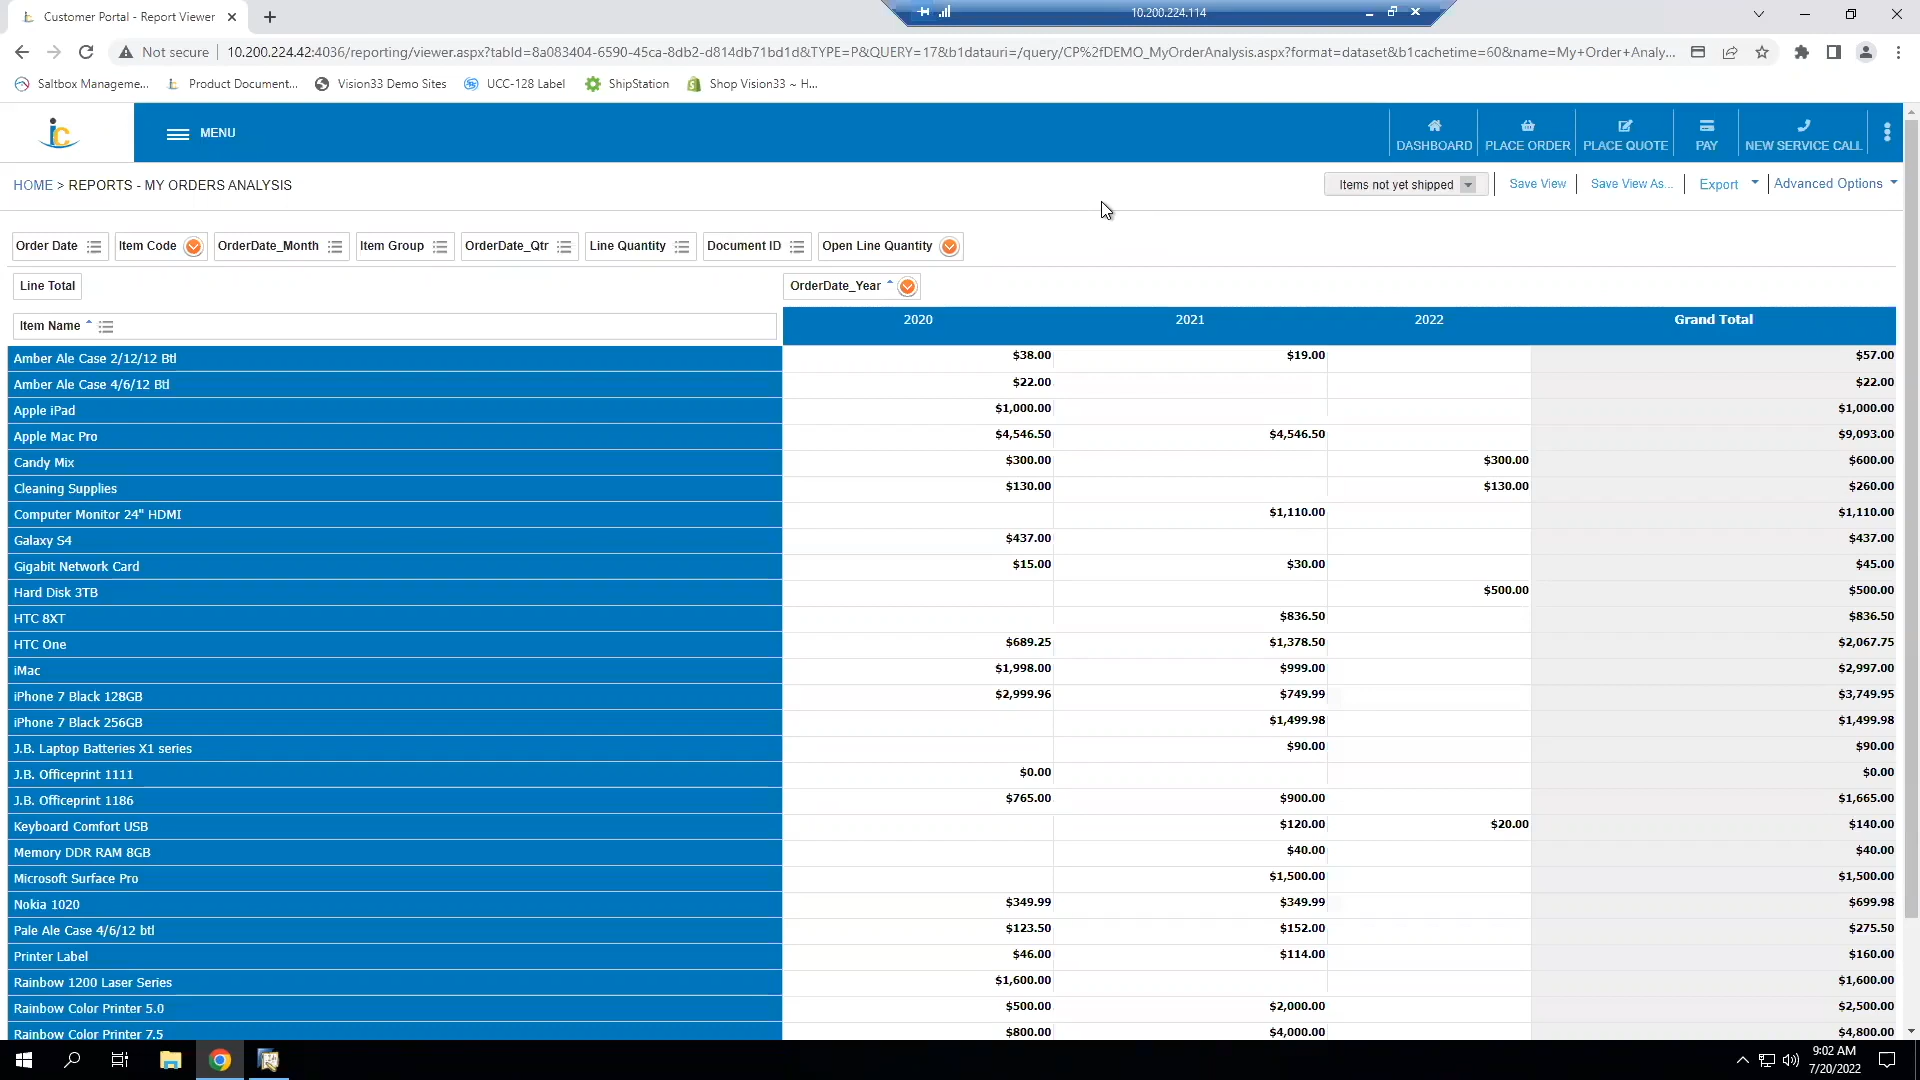 Customer Portal - Report Viewer
10.200.224.114
Not secure
10.200.224.42:4036/reporting/viewer.aspx?tabId=8a083404-6590-45ca-8db2-d814db71bd1d&TYPE=P&QUERY=17&b1datauri=/query/CP%2fDEMO_MyOrderAnalysis.aspx?format=dataset&b1cachetime=60&name=My+Order+Analy...
Saltbox Manageme...
Product Document...
Vision33 Demo Sites
UCC-128 Label
ShipStation
Shop Vision33 ~ H...
ic
MENU
DASHBOARD
PLACE ORDER
PLACE QUOTE
PAY
NEW SERVICE CALL
HOME > REPORTS - MY ORDERS ANALYSIS
Items not yet shipped
Save View
Save View As...
Export
Advanced Options
Order Date
Item Code
OrderDate_Month
Item Group
OrderDate_Qtr
Line Quantity
Document ID
Open Line Quantity
Line Total
OrderDate_Year
Item Name
2020 2021 2022 Grand Total
Amber Ale Case 2/12/12 Btl $38.00 $19.00 $57.00
Amber Ale Case 4/6/12 Btl $22.00 $22.00
Apple iPad $1,000.00 $1,000.00
Apple Mac Pro $4,546.50 $4,546.50 $9,093.00
Candy Mix $300.00 $300.00 $600.00
Cleaning Supplies $130.00 $130.00 $260.00
Computer Monitor 24" HDMI $1,110.00 $1,110.00
Galaxy S4 $437.00 $437.00
Gigabit Network Card $15.00 $30.00 $45.00
Hard Disk 3TB $500.00 $500.00
HTC 8XT $836.50 $836.50
HTC One $689.25 $1,378.50 $2,067.75
iMac $1,998.00 $999.00 $2,997.00
iPhone 7 Black 128GB $2,999.96 $749.99 $3,749.95
iPhone 7 Black 256GB $1,499.98 $1,499.98
J.B. Laptop Batteries X1 series $90.00 $90.00
J.B. Officeprint 1111 $0.00 $0.00
J.B. Officeprint 1186 $765.00 $900.00 $1,665.00
Keyboard Comfort USB $120.00 $20.00 $140.00
Memory DDR RAM 8GB $40.00 $40.00
Microsoft Surface Pro $1,500.00 $1,500.00
Nokia 1020 $349.99 $349.99 $699.98
Pale Ale Case 4/6/12 btl $123.50 $152.00 $275.50
Printer Label $46.00 $114.00 $160.00
Rainbow 1200 Laser Series $1,600.00 $1,600.00
Rainbow Color Printer 5.0 $500.00 $2,000.00 $2,500.00
Rainbow Color Printer 7.5 $800.00 $4,000.00 $4,800.00
9:02 AM
7/20/2022